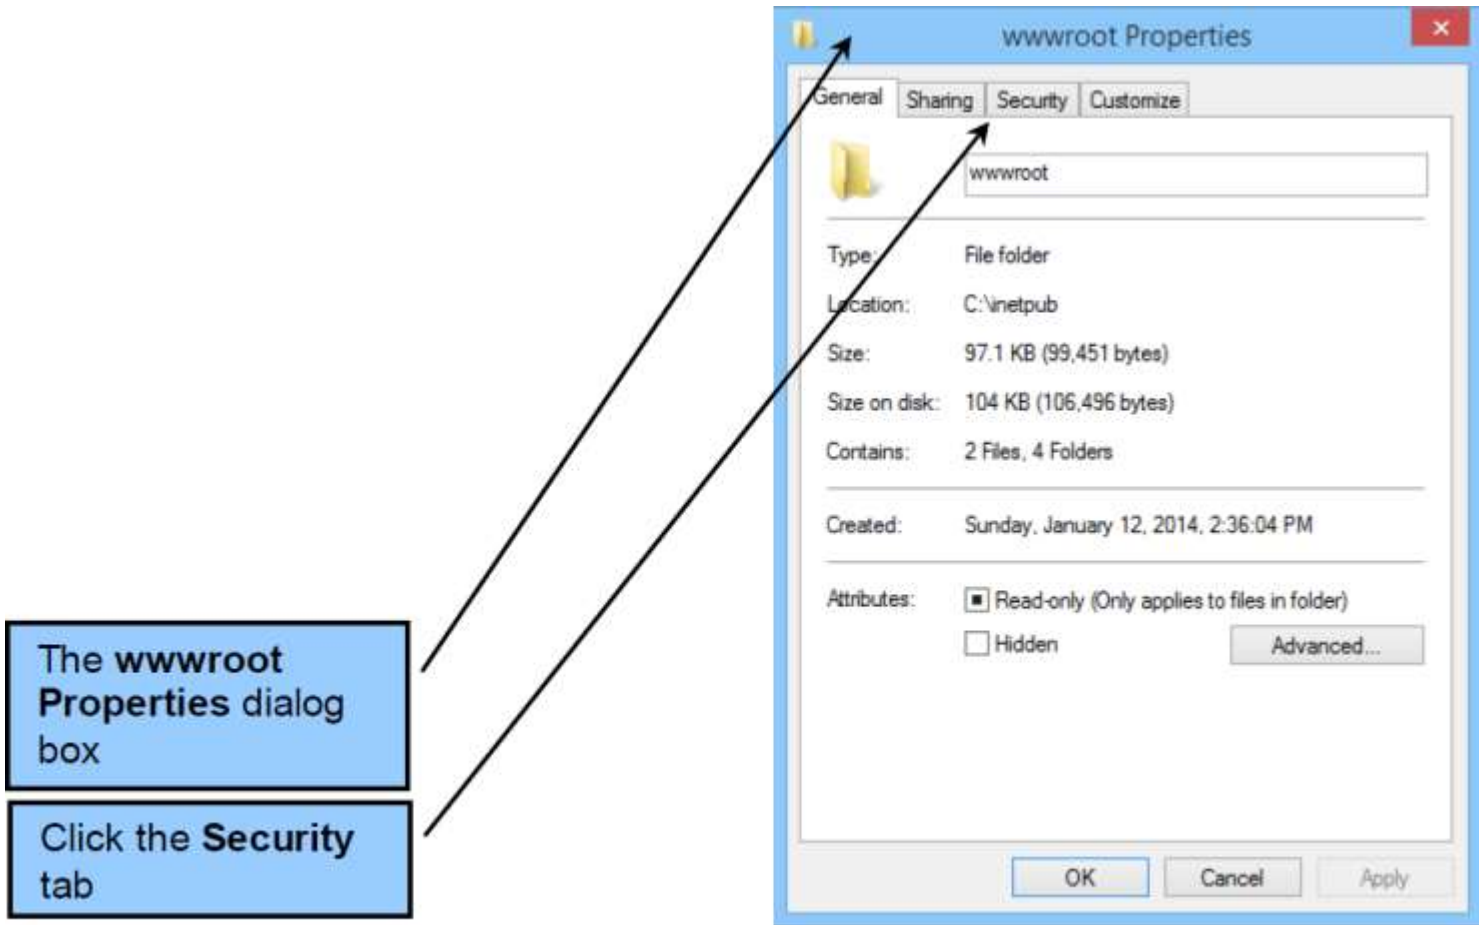 wwwroot Properties
General Sharing Security Customize
wwwroot
Type: File folder
Location: C:\inetpub
Size: 97.1 KB (99,451 bytes)
Size on disk: 104 KB (106,496 bytes)
Contains: 2 Files, 4 Folders
Created: Sunday, January 12, 2014, 2:36:04 PM
Attributes: Read-only (Only applies to files in folder)
Hidden Advanced...
OK Cancel Apply
The wwwroot
Properties dialog
box
Click the Security
tab